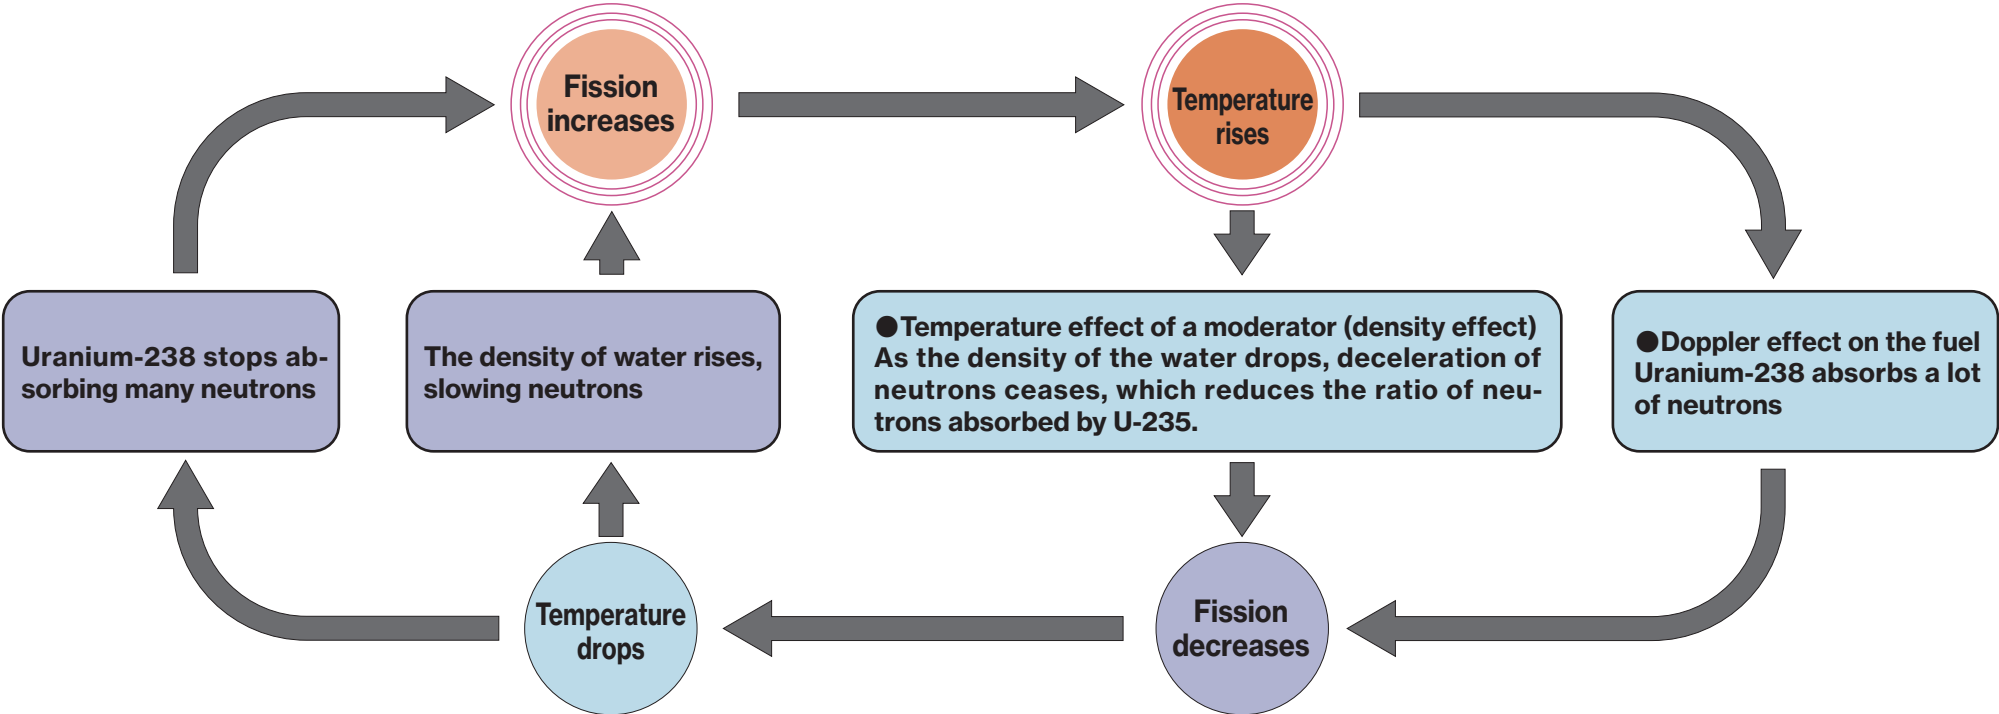 Fission
increases
Temperature
rises
Uranium-238 stops ab-
sorbing many neutrons
The density of water rises,
slowing neutrons
●Temperature effect of a moderator (density effect)
As the density of the water drops, deceleration of
neutrons ceases, which reduces the ratio of neu-
trons absorbed by U-235.
●Doppler effect on the fuel
Uranium-238 absorbs a lot
of neutrons
Temperature
drops
Fission
decreases